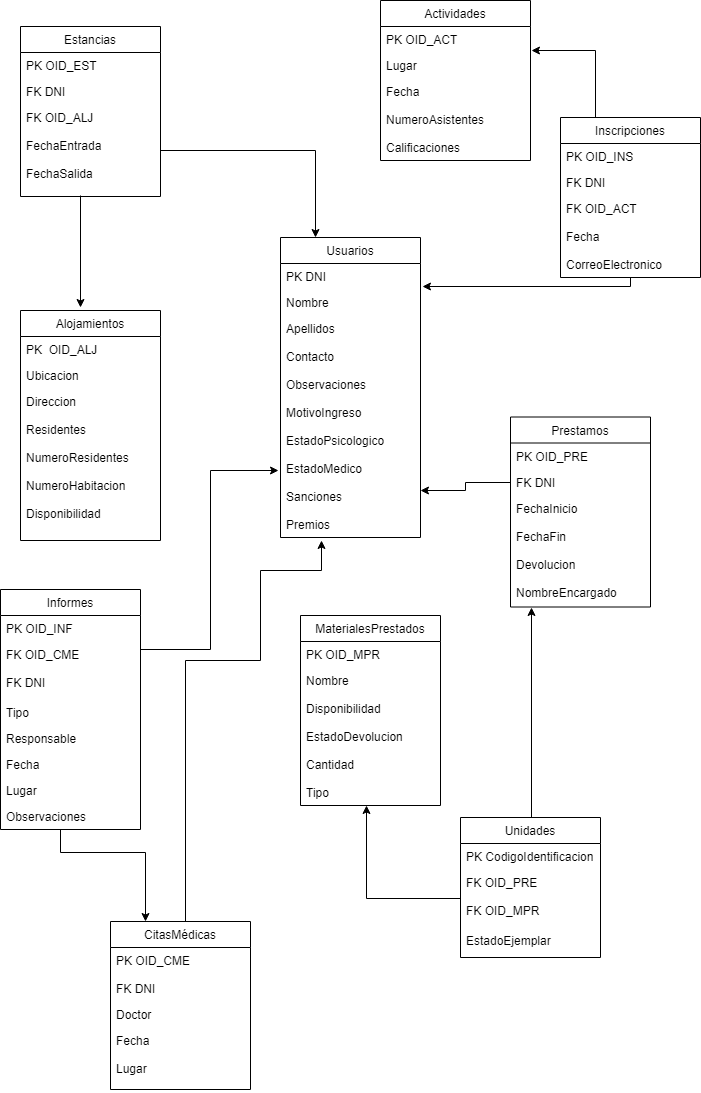 Estancias
PK OID_EST
FK DNI
FK OID_ALJ
FechaEntrada
FechaSalida
Actividades
PK OID_ACT
Lugar
Fecha
NumeroAsistentes
Calificaciones
Inscripciones
PK OID_INS
FK DNI
FK OID_ACT
Fecha
CorreoElectronico
Usuarios
PK DNI
Nombre
Apellidos
Contacto
Observaciones
MotivoIngreso
EstadoPsicologico
EstadoMedico
Sanciones
Premios
Alojamientos
PK OID_ALJ
Ubicacion
Direccion
Residentes
NumeroResidentes
NumeroHabitacion
Disponibilidad
Prestamos
PK OID_PRE
FK DNI
FechaInicio
FechaFin
Devolucion
NombreEncargado
Informes
PK OID_INF
FK OID_CME
FK DNI
Tipo
Responsable
Fecha
Lugar
Observaciones
MaterialesPrestados
PK OID_MPR
Nombre
Disponibilidad
EstadoDevolucion
Cantidad
Tipo
Unidades
PK CodigoIdentificacion
FK OID_PRE
FK OID_MPR
EstadoEjemplar
CitasMédicas
PK OID_CME
FK DNI
Doctor
Fecha
Lugar